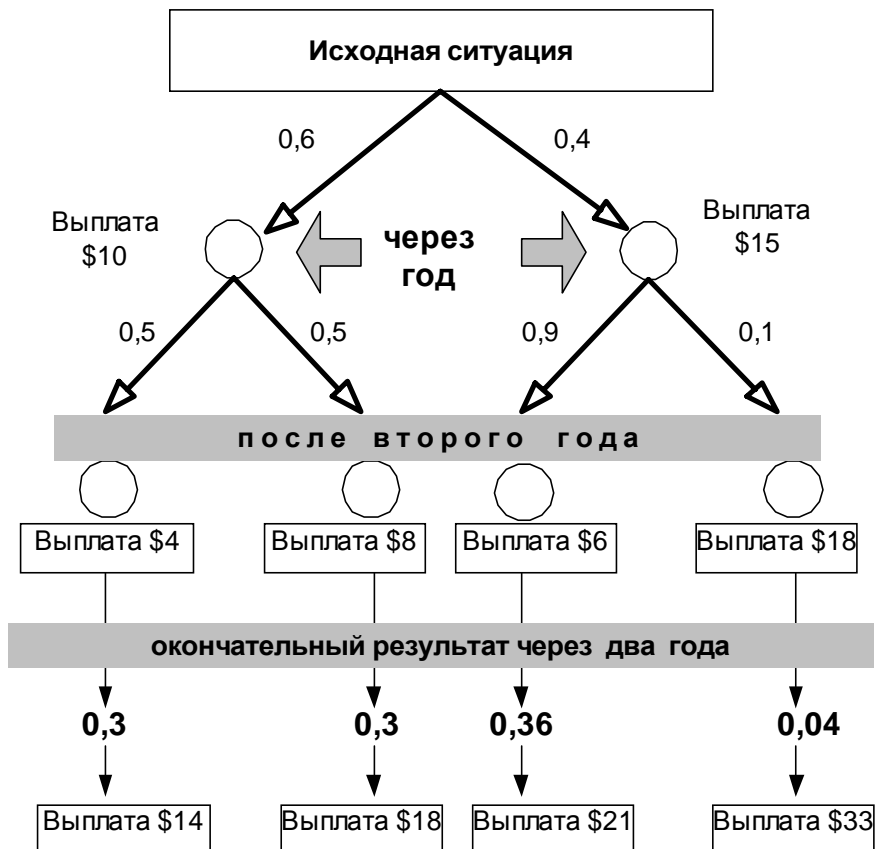 Исходная ситуация
0,6
0,4
Выплата
$10
через
год
Выплата
$15
0,5
0,5
0,9
0,1
после второго года
Выплата $4
Выплата $8
Выплата $6
Выплата $18
окончательный результат через два года
0,3
0,3
0,36
0,04
Выплата $14
Выплата $18
Выплата $21
Выплата $33